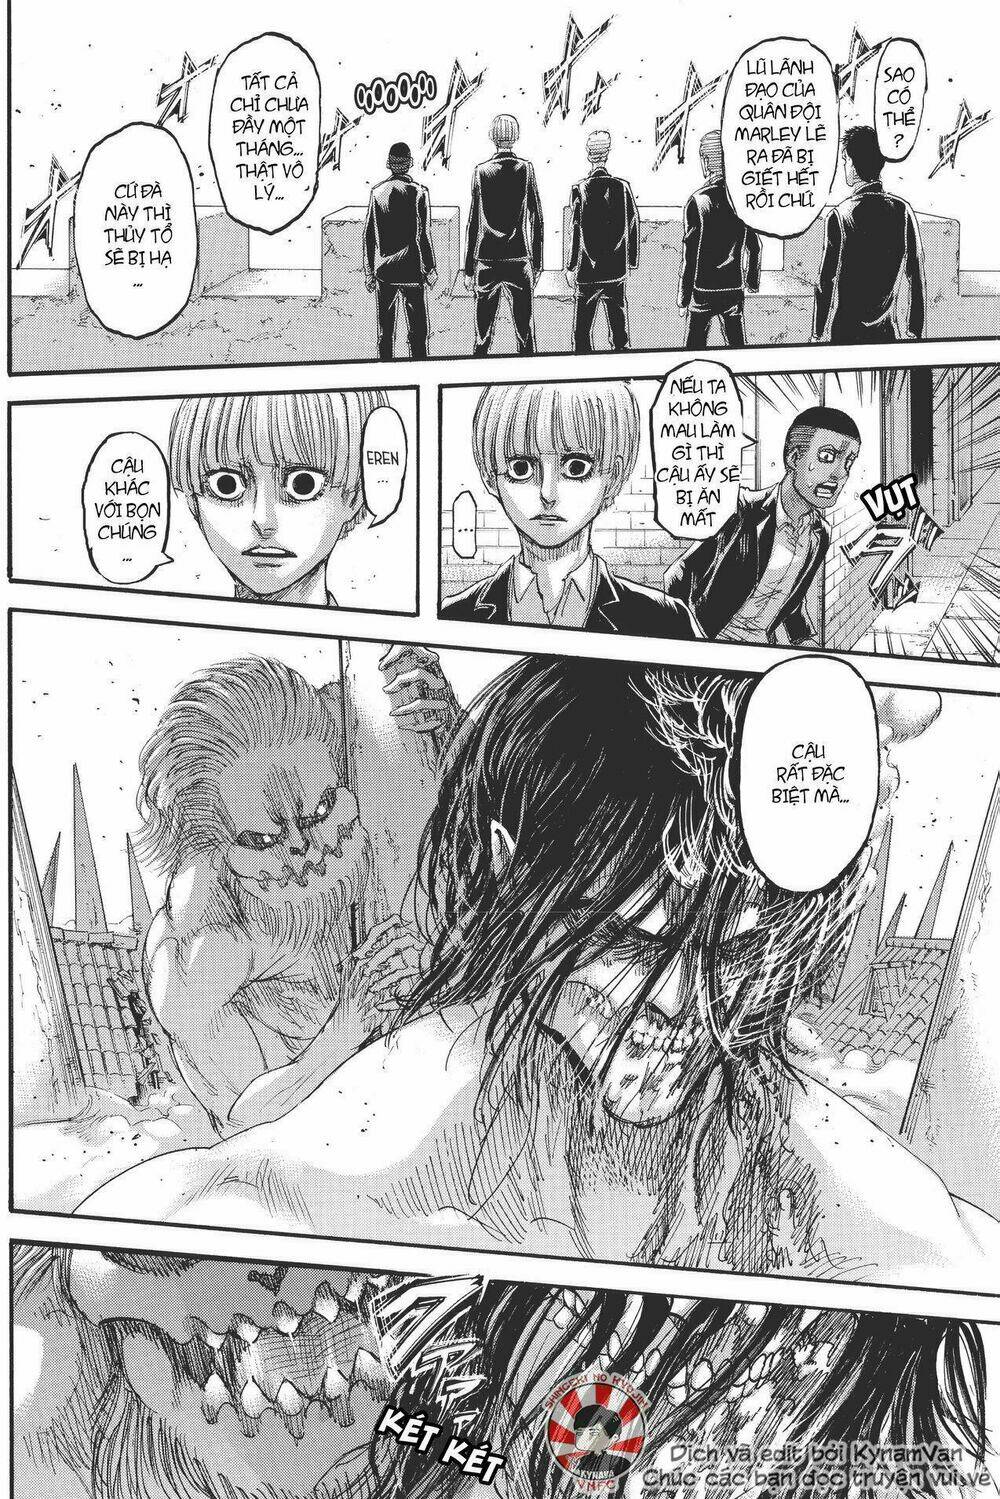 SAO
CÓ
THỂ
?
LŨ LÃNH
ĐẠO CỦA
QUÂN ĐỘI
MARLEY LẼ
RA ĐÃ BỊ
GIẾT HẾT
RỒI CHỨ.
TẤT CẢ
CHỈ CHƯA
ĐẦY MỘT
THÁNG...
THẬT VÔ
LÝ...
CỨ ĐÀ
NÀY THÌ
THỦY TỔ
SẼ BỊ HẠ
...
VỤT
NẾU TA
KHÔNG
MAU LÀM
GÌ THÌ
CẬU ẤY SẼ
BỊ ĂN
MẤT
...
EREN
...
CẬU
KHÁC
VỚI BỌN
CHÚNG
...
CẬU
RẤT ĐẶC
BIỆT MÀ...
KÉT KÉT
SHINGEKI NO KYOJIN
VNFC
Dịch và edit bởi KynamVan
Chúc các bạn đọc truyện vui vẻ